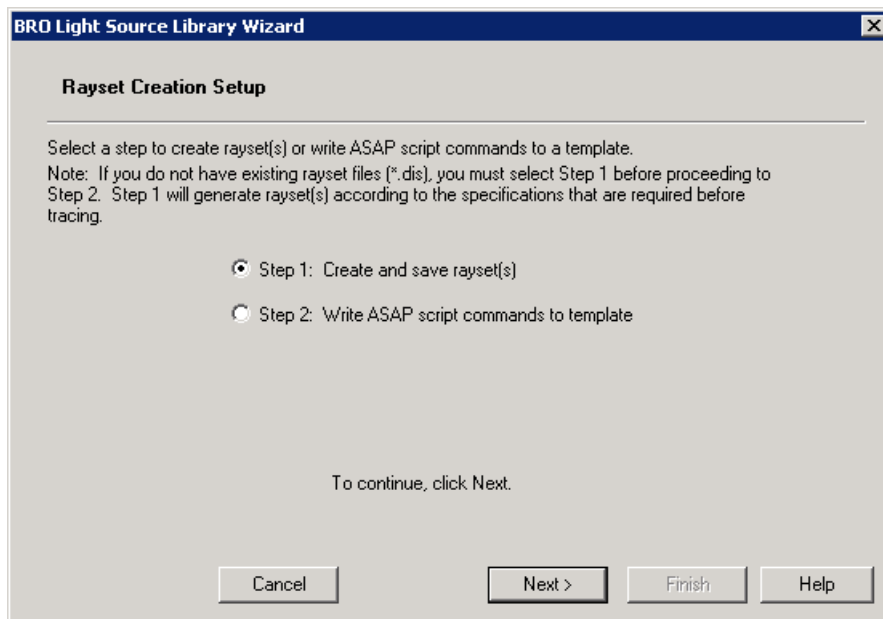 BRO Light Source Library Wizard
Rayset Creation Setup
Select a step to create rayset(s) or write ASAP script commands to a template.
Note:  If you do not have existing rayset files (*.dis), you must select Step 1 before proceeding to
Step 2.  Step 1 will generate rayset(s) according to the specifications that are required before
tracing.
Step 1:  Create and save rayset(s)
Step 2:  Write ASAP script commands to template
To continue, click Next.
Cancel
Next >
Finish
Help